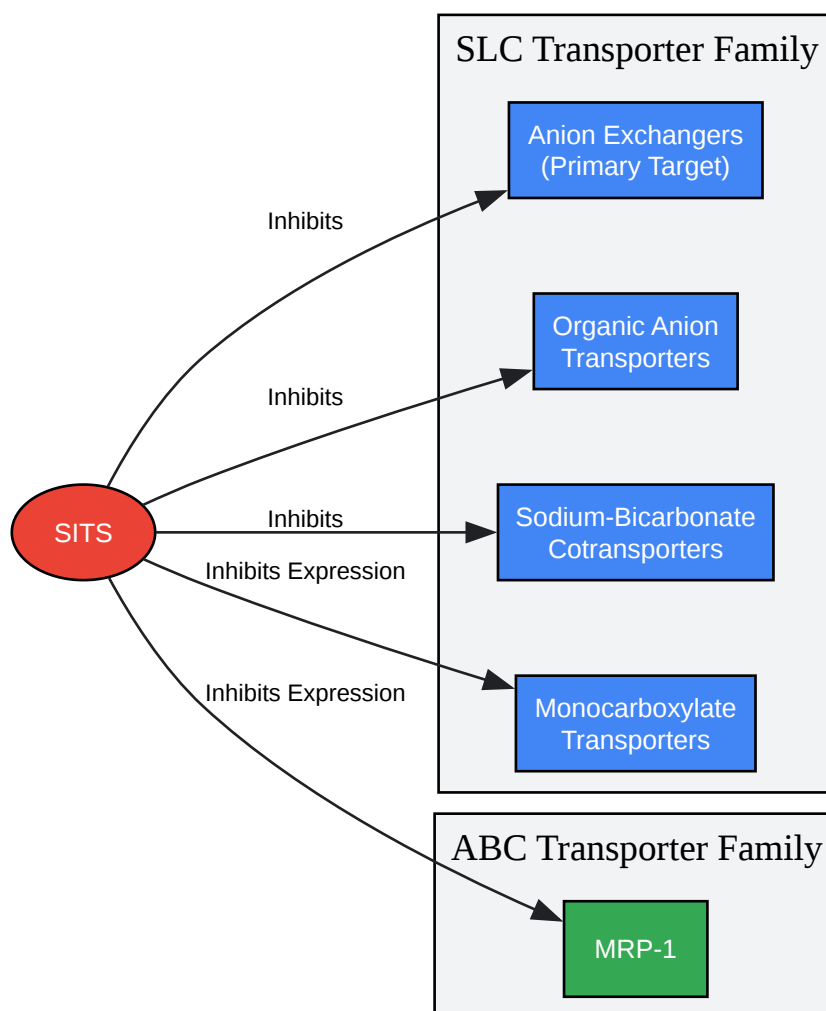 SLC Transporter Family
Anion Exchangers
(Primary Target)
Inhibits
Organic Anion
Transporters
Inhibits
SITS
Inhibits
Sodium-Bicarbonate
Cotransporters
Inhibits Expression
Monocarboxylate
Transporters
Inhibits Expression
ABC Transporter Family
MRP-1